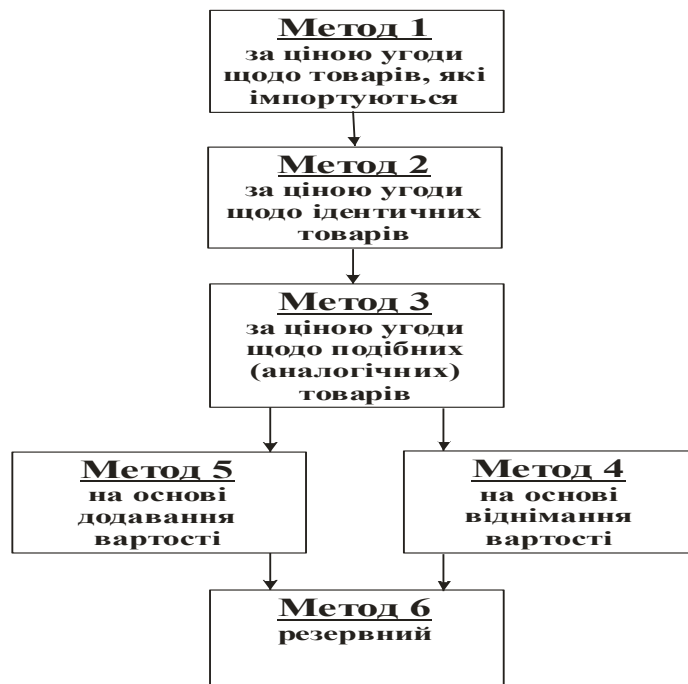 Метод 1
за ціною угоди
щодо товарів, які
імпортуються
Метод 2
за ціною угоди
щодо ідентичних
товарів
Метод 3
за ціною угоди
щодо подібних
(аналогічних)
товарів
Метод 5
на основі
додавання
вартості
Метод 4
на основі
віднімання
вартості
Метод 6
резервний